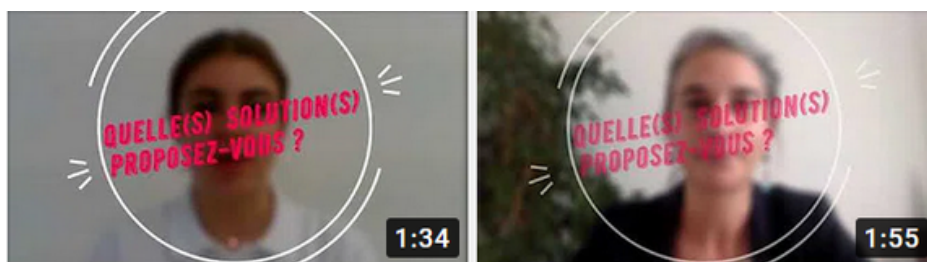 QUELLE(S) SOLUTION(S)
PROPOSEZ-VOUS ?
1:34
QUELLE(S) SOLUTION(S)
PROPOSEZ-VOUS ?
1:55